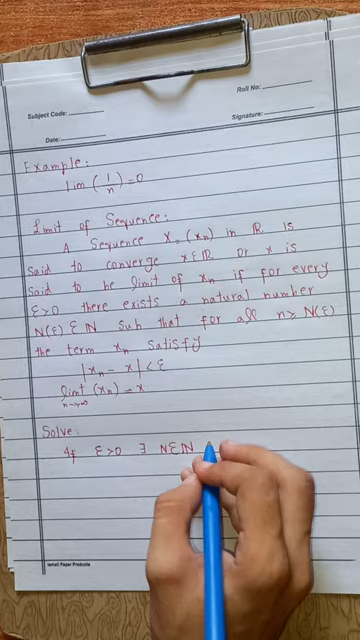 Subject Code:
Roll No:
Date:
Signature:
Example:
lim (1/n) = 0
Limit of Sequence:
A Sequence X = (xn) in ℝ is
said to converge x ∈ ℝ or x is
said to be limit of xn if for every
ε>0 there exists a natural number
N(ε) ∈ ℕ Suh that for all n ≥ N(ε)
the term xn Satisfy
|xn - x| < ε
limt n→∞ (xn) = x
Solve:
If ε>0 ∃ N∈ℕ
Ismail Paper Products